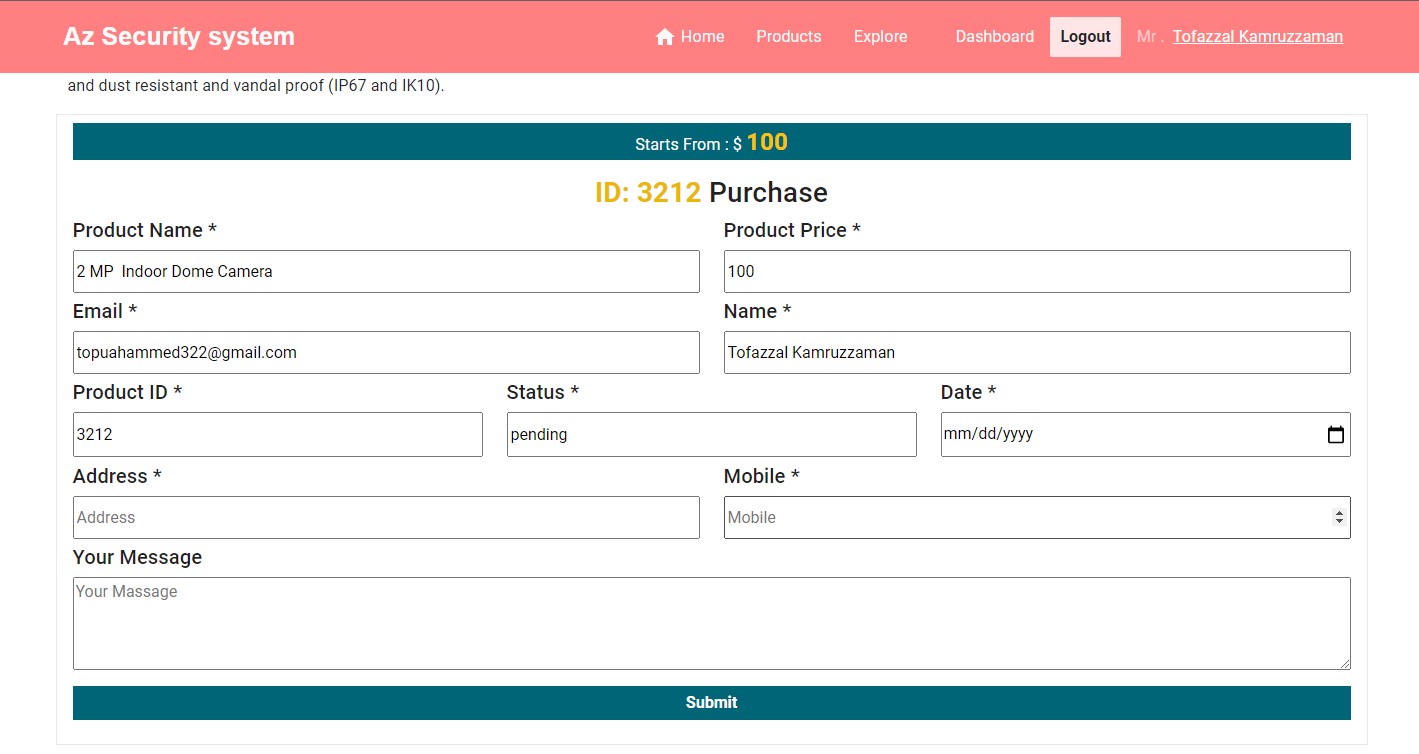 Az Security system Home Products Explore Dashboard Logout Mr . Tofazzal Kamruzzaman
and dust resistant and vandal proof (IP67 and IK10).
Starts From : $ 100
ID: 3212 Purchase
Product Name * Product Price *
2 MP  Indoor Dome Camera 100
Email * Name *
topuahammed322@gmail.com Tofazzal Kamruzzaman
Product ID * Status * Date *
3212 pending mm/dd/yyyy
Address * Mobile *
Address Mobile
Your Message
Your Massage
Submit